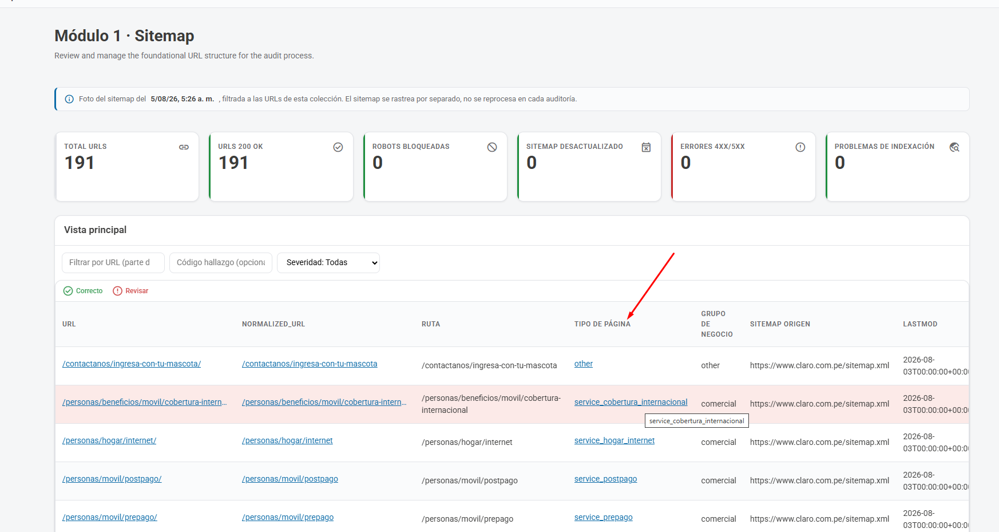 Módulo 1 · Sitemap
Review and manage the foundational URL structure for the audit process.
Foto del sitemap del 5/08/26, 5:26 a. m. , filtrada a las URLs de esta colección. El sitemap se rastrea por separado, no se reprocesa en cada auditoría.
TOTAL URLS
191
URLS 200 OK
191
ROBOTS BLOQUEADAS
0
SITEMAP DESACTUALIZADO
0
ERRORES 4XX/5XX
0
PROBLEMAS DE INDEXACIÓN
0
Vista principal
Filtrar por URL (parte d
Código hallazgo (opciona
Severidad: Todas
Correcto
Revisar
URL
NORMALIZED_URL
RUTA
TIPO DE PÁGINA
GRUPO
DE
NEGOCIO
SITEMAP ORIGEN
LASTMOD
/contactanos/ingresa-con-tu-mascota/
/contactanos/ingresa-con-tu-mascota
/contactanos/ingresa-con-tu-mascota
other
other
https://www.claro.com.pe/sitemap.xml
2026-08-
03T00:00:00+00:0
/personas/beneficios/movil/cobertura-intern...
/personas/beneficios/movil/cobertura-intern...
/personas/beneficios/movil/cobertura-
internacional
service_cobertura_internacional
comercial
https://www.claro.com.pe/sitemap.xml
2026-08-
03T00:00:00+00:0
service_cobertura_internacional
/personas/hogar/internet/
/personas/hogar/internet
/personas/hogar/internet
service_hogar_internet
comercial
https://www.claro.com.pe/sitemap.xml
2026-08-
03T00:00:00+00:0
/personas/movil/postpago/
/personas/movil/postpago
/personas/movil/postpago
service_postpago
comercial
https://www.claro.com.pe/sitemap.xml
2026-08-
03T00:00:00+00:0
/personas/movil/prepago/
/personas/movil/prepago
/personas/movil/prepago
service_prepago
comercial
https://www.claro.com.pe/sitemap.xml
2026-08-
03T00:00:00+00:0